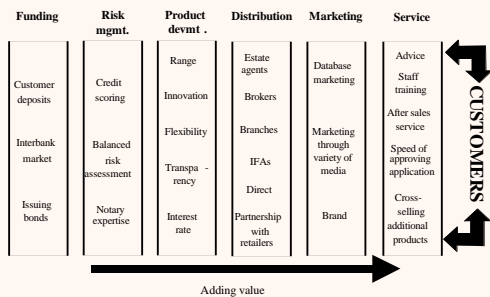 Funding
Risk
mgmt.
Product
devmt .
Distribution
Marketing
Service
Customer
deposits
Interbank
market
Issuing
bonds
Credit
scoring
Balanced
risk
assessment
Notary
expertise
Range
Innovation
Flexibility
Transpa -
rency
Interest
rate
Estate
agents
Brokers
Branches
IFAs
Direct
Partnership
with
retailers
Database
marketing
Marketing
through
variety of
media
Brand
Advice
Staff
training
After sales
service
Speed of
approving
application
Cross-
selling
additional
products
CUSTOMERS
Adding value